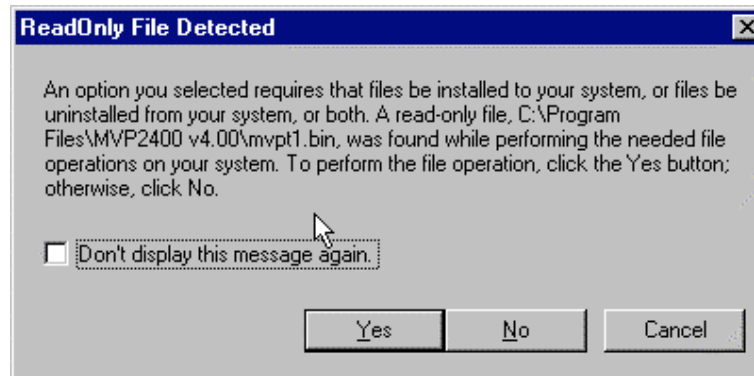 ReadOnly File Detected
An option you selected requires that files be installed to your system, or files be
uninstalled from your system, or both. A read-only file, C:\Program
Files\MVP2400 v4.00\mvpt1.bin, was found while performing the needed file
operations on your system. To perform the file operation, click the Yes button;
otherwise, click No.
Don't display this message again.
Yes No Cancel